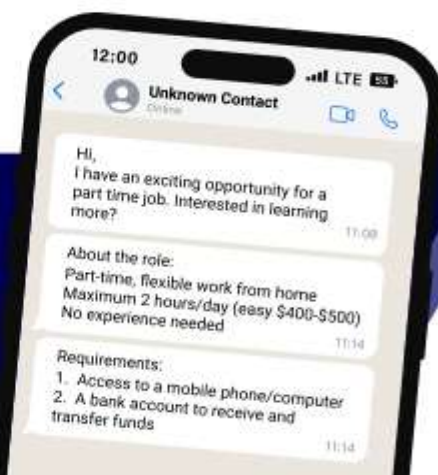 12:00
LTE 55
Unknown Contact
Online
Hi,
I have an exciting opportunity for a
part time job. Interested in learning
more?
11:08
About the role:
Part-time, flexible work from home
Maximum 2 hours/day (easy $400-$500)
No experience needed
11:14
Requirements:
1. Access to a mobile phone/computer
2. A bank account to receive and
transfer funds
11:14